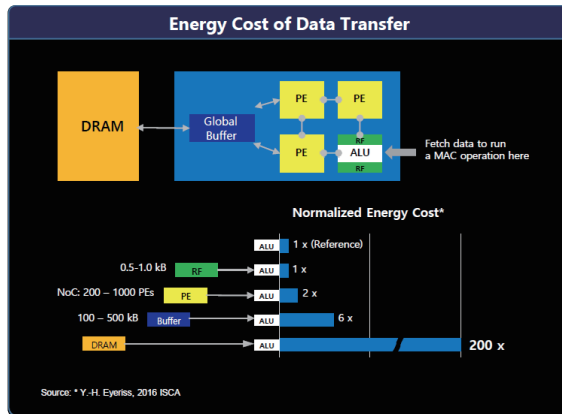 Energy Cost of Data Transfer
DRAM
Global
Buffer
PE
PE
PE
RF
ALU
RF
Fetch data to run
a MAC operation here
Normalized Energy Cost*
ALU
1 x (Reference)
0.5-1.0 kB
RF
ALU
1 x
NoC: 200 – 1000 PEs
PE
ALU
2 x
100 – 500 kB
Buffer
ALU
6 x
DRAM
ALU
200 x
Source: * Y.-H. Eyeriss, 2016 ISCA